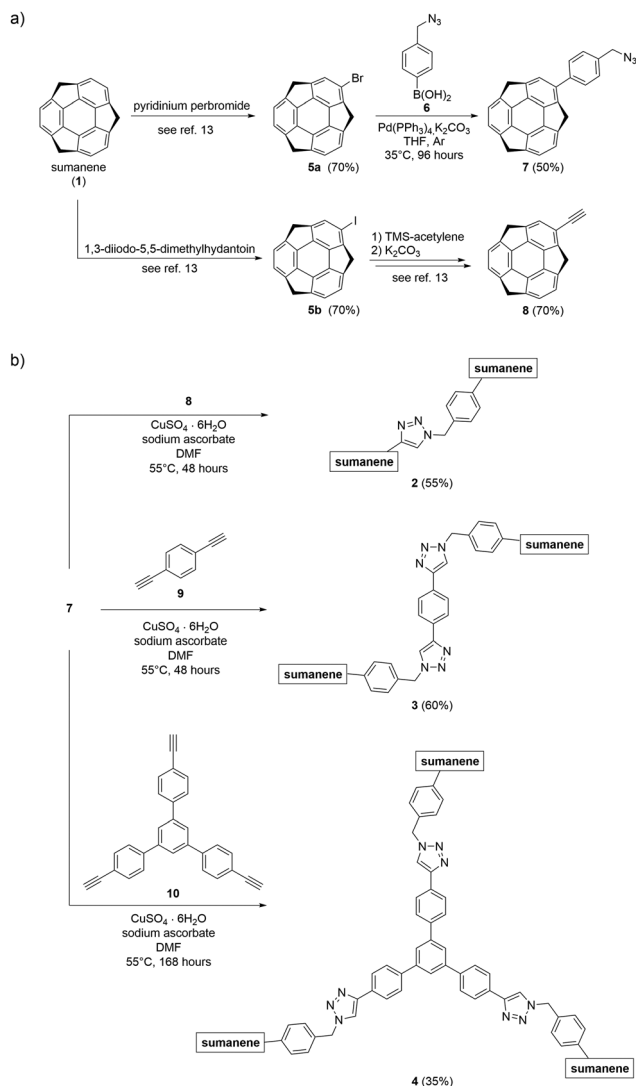 a)
N₃
Br
B(OH)₂
6
N₃
pyridinium perbromide
see ref. 13
Pd(PPh₃)₄,K₂CO₃
THF, Ar
35°C, 96 hours
sumanene
(1)
5a (70%)
7 (50%)
I
1,3-diiodo-5,5-dimethylhydantoin
see ref. 13
1) TMS-acetylene
2) K₂CO₃
see ref. 13
5b (70%)
8 (70%)
b)
8
CuSO₄ · 6H₂O
sodium ascorbate
DMF
55°C, 48 hours
sumanene
N N
N
sumanene
2 (55%)
9
7
CuSO₄ · 6H₂O
sodium ascorbate
DMF
55°C, 48 hours
N N
N
sumanene
N
N N
sumanene
3 (60%)
10
CuSO₄ · 6H₂O
sodium ascorbate
DMF
55°C, 168 hours
sumanene
N N
N
N
N N
N
N N
sumanene
sumanene
4 (35%)